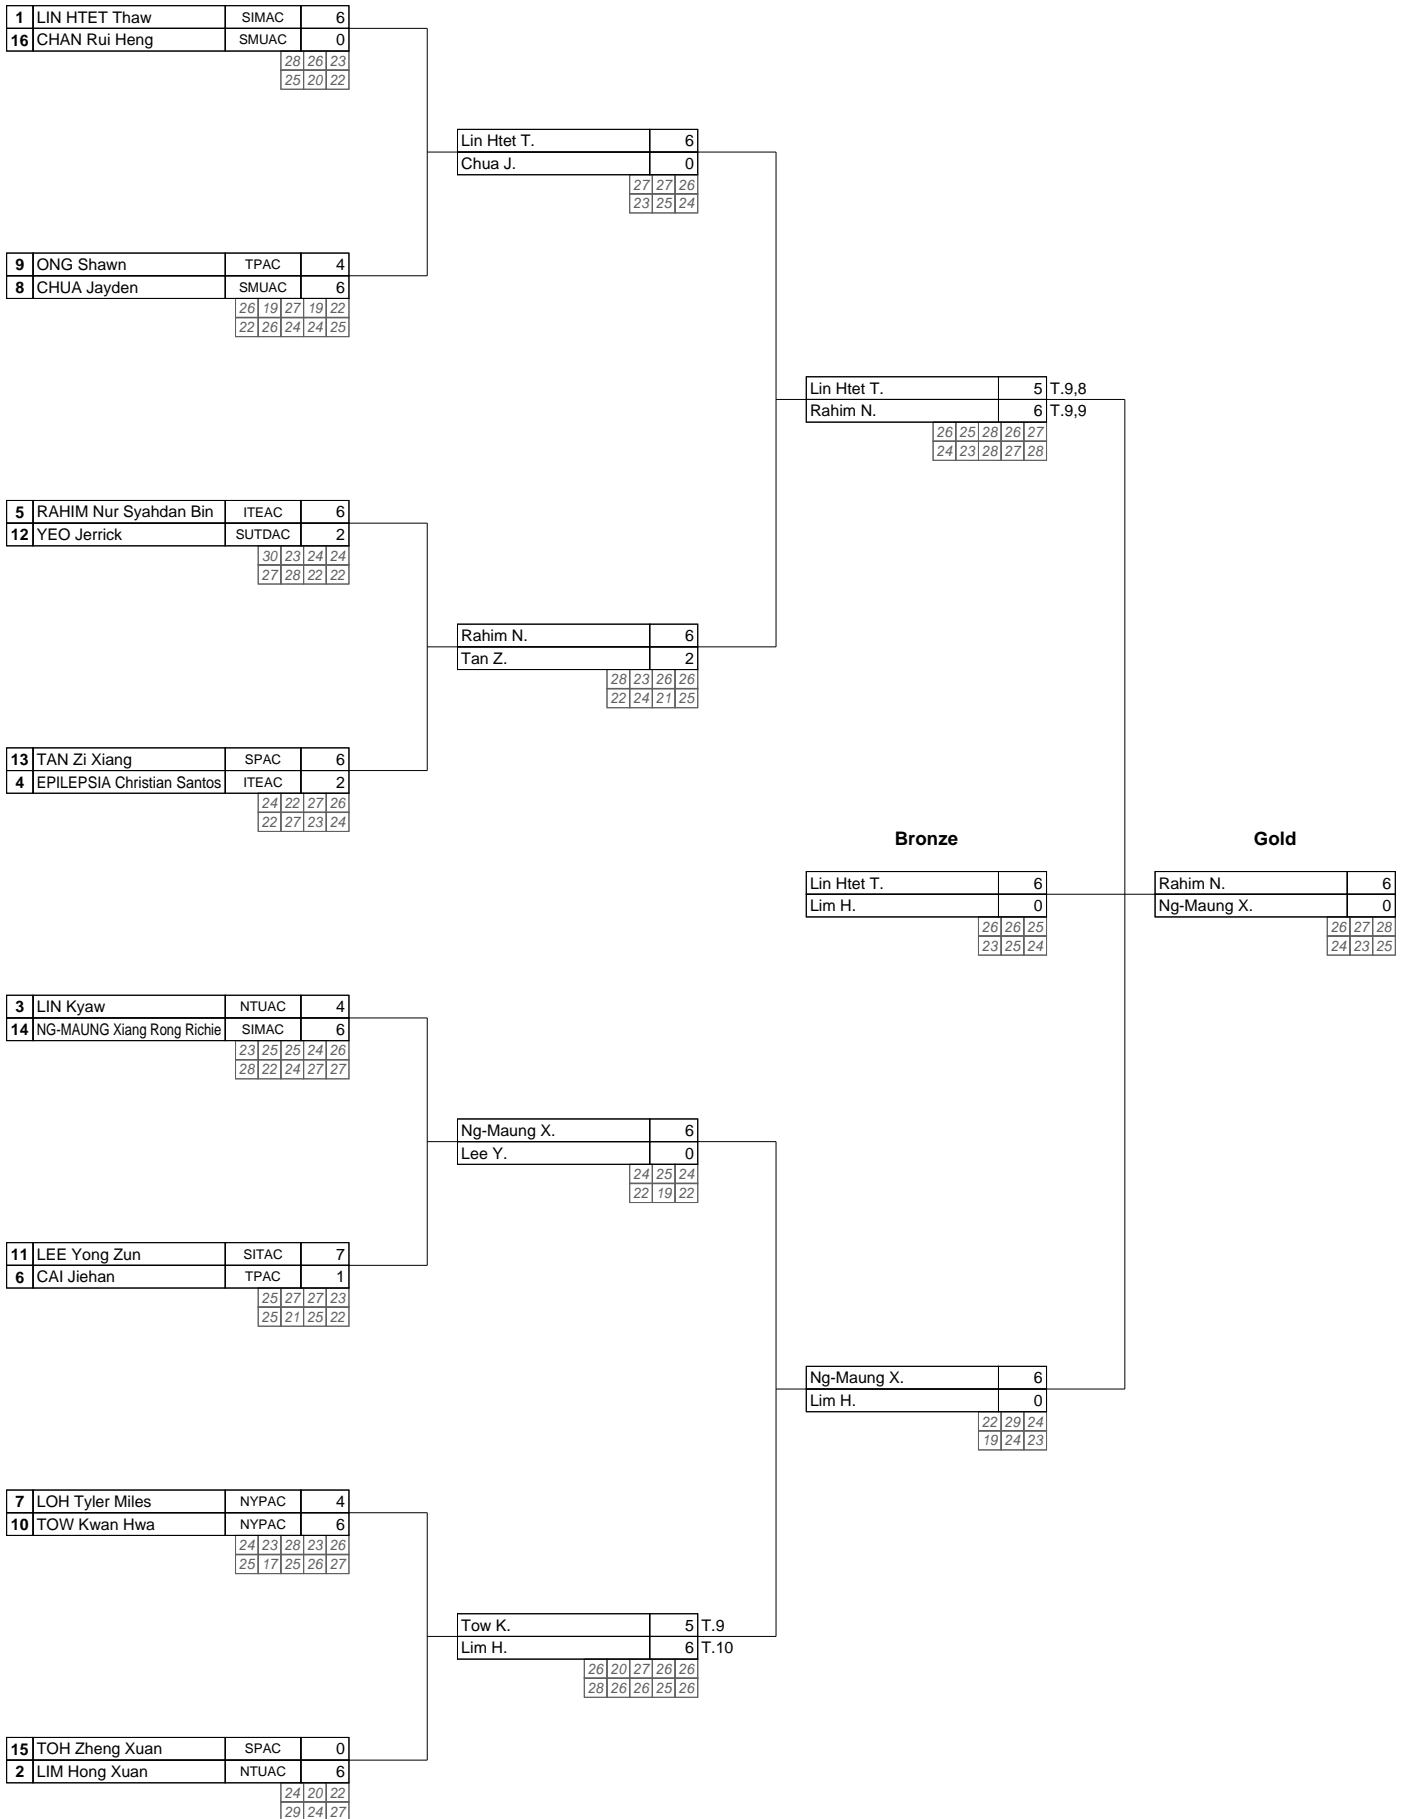 1 LIN HTET Thaw SIMAC 6
16 CHAN Rui Heng SMUAC 0
28 26 23
25 20 22
Lin Htet T. 6
Chua J. 0
27 27 26
23 25 24
9 ONG Shawn TPAC 4
8 CHUA Jayden SMUAC 6
26 19 27 19 22
22 26 24 24 25
Lin Htet T. 5 T.9,8
Rahim N. 6 T.9,9
26 25 28 26 27
24 23 28 27 28
5 RAHIM Nur Syahdan Bin ITEAC 6
12 YEO Jerrick SUTDAC 2
30 23 24 24
27 28 22 22
Rahim N. 6
Tan Z. 2
28 23 26 26
22 24 21 25
13 TAN Zi Xiang SPAC 6
4 EPILEPSIA Christian Santos ITEAC 2
24 22 27 26
22 27 23 24
Bronze Gold
Lin Htet T. 6 Rahim N. 6
Lim H. 0 Ng-Maung X. 0
26 26 25 26 27 28
23 25 24 24 23 25
3 LIN Kyaw NTUAC 4
14 NG-MAUNG Xiang Rong Richie SIMAC 6
23 25 25 24 26
28 22 24 27 27
Ng-Maung X. 6
Lee Y. 0
24 25 24
22 19 22
11 LEE Yong Zun SITAC 7
6 CAI Jiehan TPAC 1
25 27 27 23
25 21 25 22
Ng-Maung X. 6
Lim H. 0
22 29 24
19 24 23
7 LOH Tyler Miles NYPAC 4
10 TOW Kwan Hwa NYPAC 6
24 23 28 23 26
25 17 25 26 27
Tow K. 5 T.9
Lim H. 6 T.10
26 20 27 26 26
28 26 26 25 26
15 TOH Zheng Xuan SPAC 0
2 LIM Hong Xuan NTUAC 6
24 20 22
29 24 27